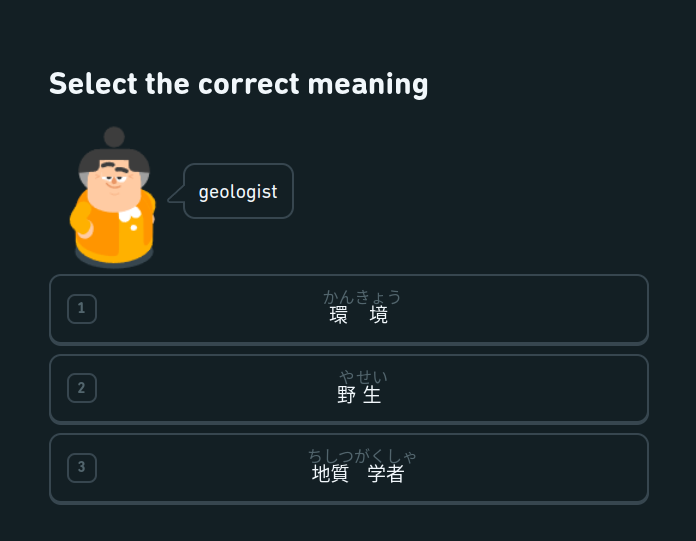 Select the correct meaning
geologist
1
かんきょう
環 境
2
やせい
野生
3
ちしつがくしゃ
地質 学者